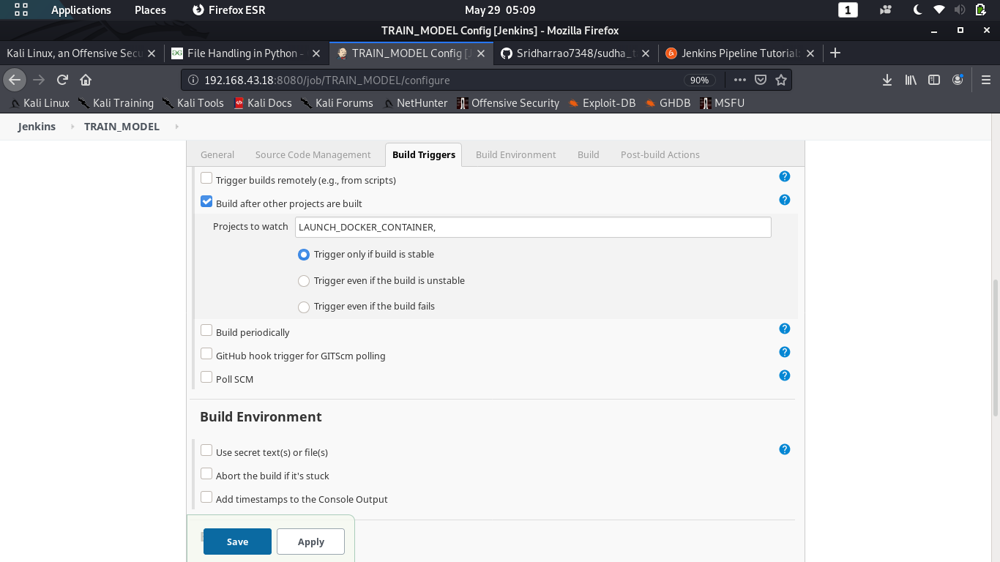 Applications Places Firefox ESR May 29 05:09 1
TRAIN_MODEL Config [Jenkins] - Mozilla Firefox
Kali Linux, an Offensive Secu File Handling in Python - TRAIN_MODEL Config [J Sridharrao7348/sudha_t Jenkins Pipeline Tutorial:
192.168.43.18:8080/job/TRAIN_MODEL/configure 90%
Kali Linux Kali Training Kali Tools Kali Docs Kali Forums NetHunter Offensive Security Exploit-DB GHDB MSFU
Jenkins TRAIN_MODEL
General Source Code Management Build Triggers Build Environment Build Post-build Actions
Trigger builds remotely (e.g., from scripts)
Build after other projects are built
Projects to watch LAUNCH_DOCKER_CONTAINER,
Trigger only if build is stable
Trigger even if the build is unstable
Trigger even if the build fails
Build periodically
GitHub hook trigger for GITScm polling
Poll SCM
Build Environment
Use secret text(s) or file(s)
Abort the build if it's stuck
Add timestamps to the Console Output
Save Apply